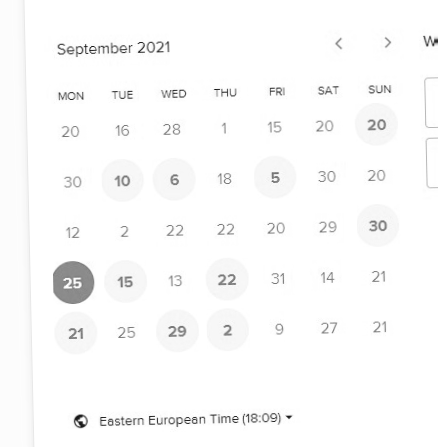 September 2021
MON TUE WED THU FRI SAT SUN
20 16 28 1 15 20 20
30 10 6 18 5 30 20
12 2 22 22 20 29 30
25 15 13 22 31 14 21
21 25 29 2 9 27 21
Eastern European Time (18:09)